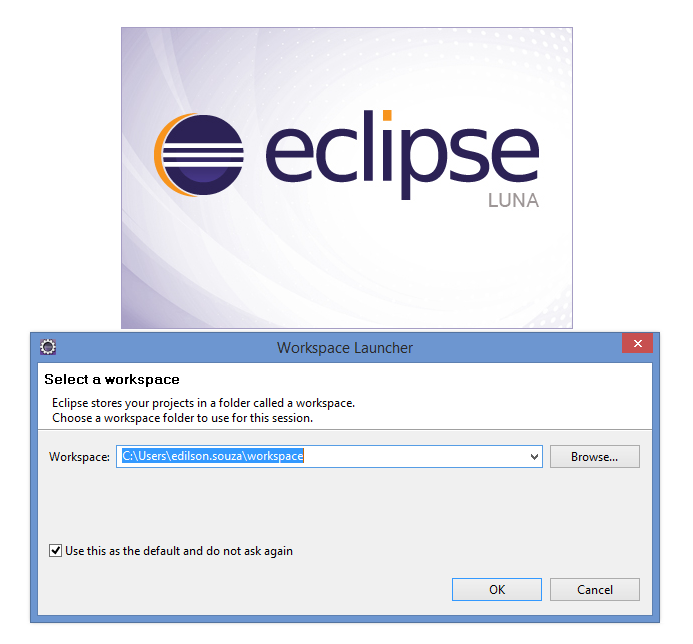 eclipse
LUNA
Workspace Launcher
Select a workspace
Eclipse stores your projects in a folder called a workspace.
Choose a workspace folder to use for this session.
Workspace: C:\Users\edilson.souza\workspace Browse...
Use this as the default and do not ask again
OK Cancel